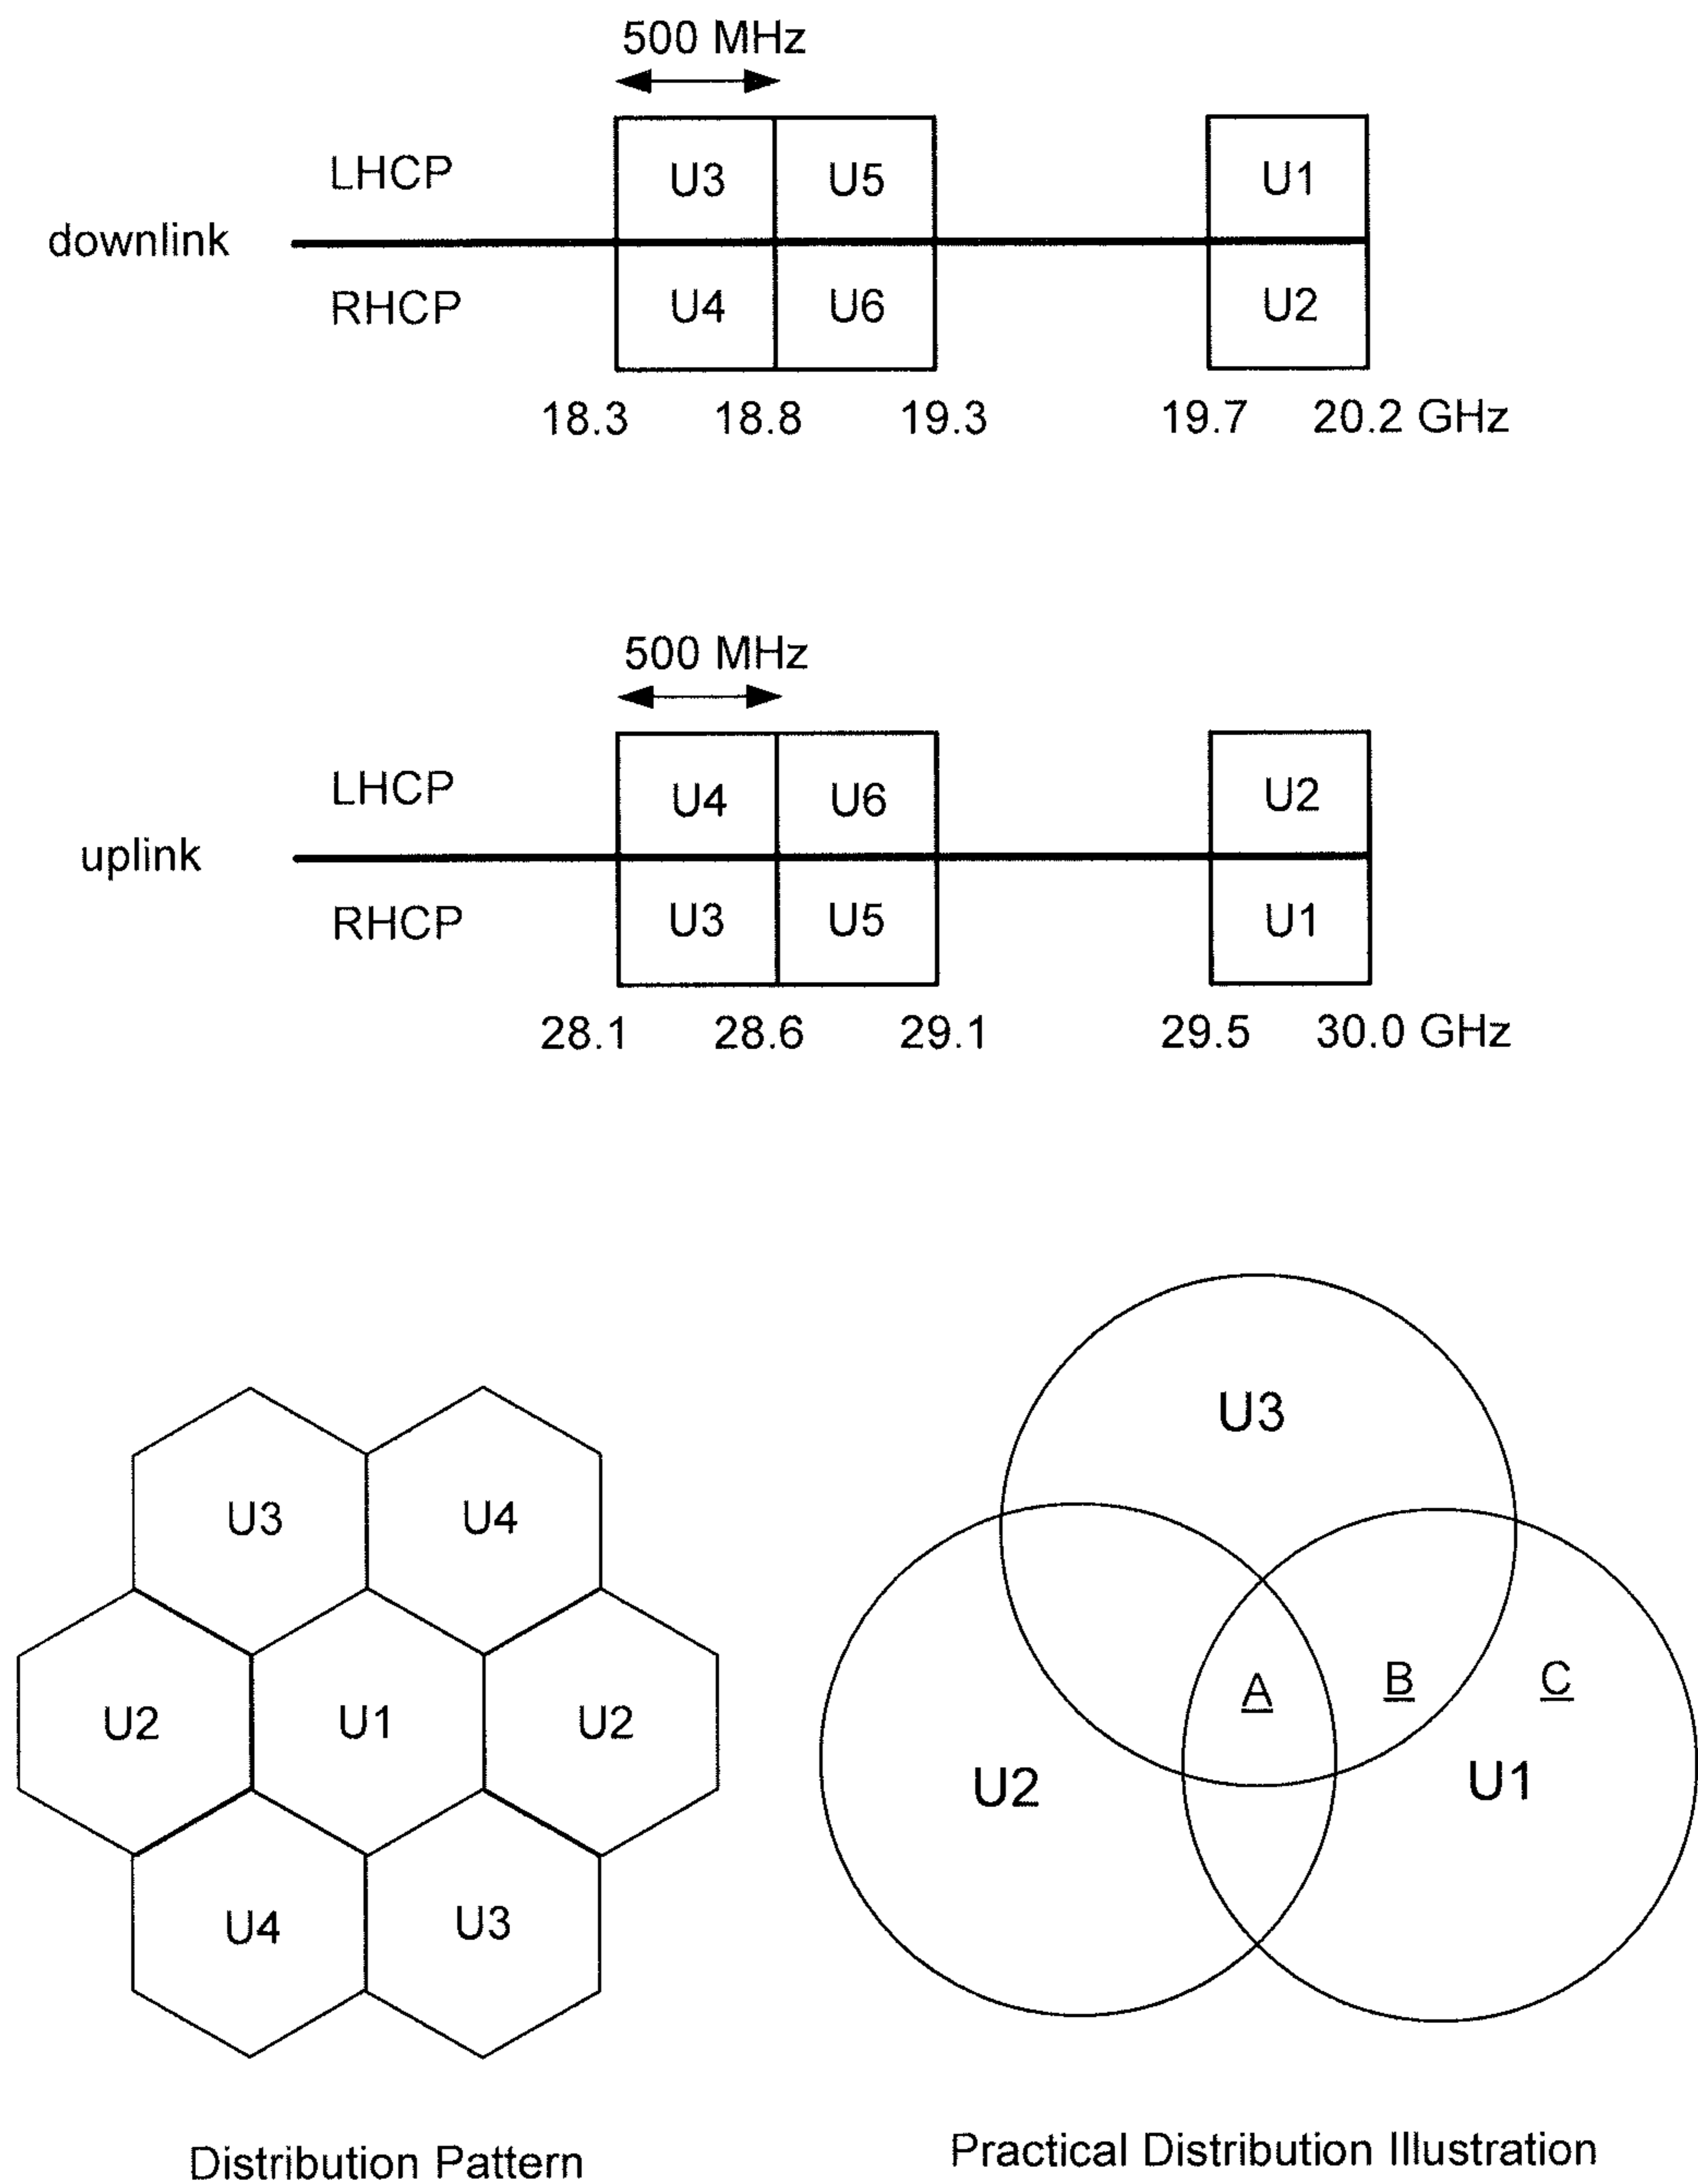 500 MHz
LHCP
U3 U5 U1
downlink
RHCP
U4 U6 U2
18.3 18.8 19.3 19.7 20.2 GHz
500 MHz
LHCP
U4 U6 U2
uplink
RHCP
U3 U5 U1
28.1 28.6 29.1 29.5 30.0 GHz
U3 U4
U2 U1 U2
U4 U3
Distribution Pattern
U3
A B C
U2 U1
Practical Distribution Illustration